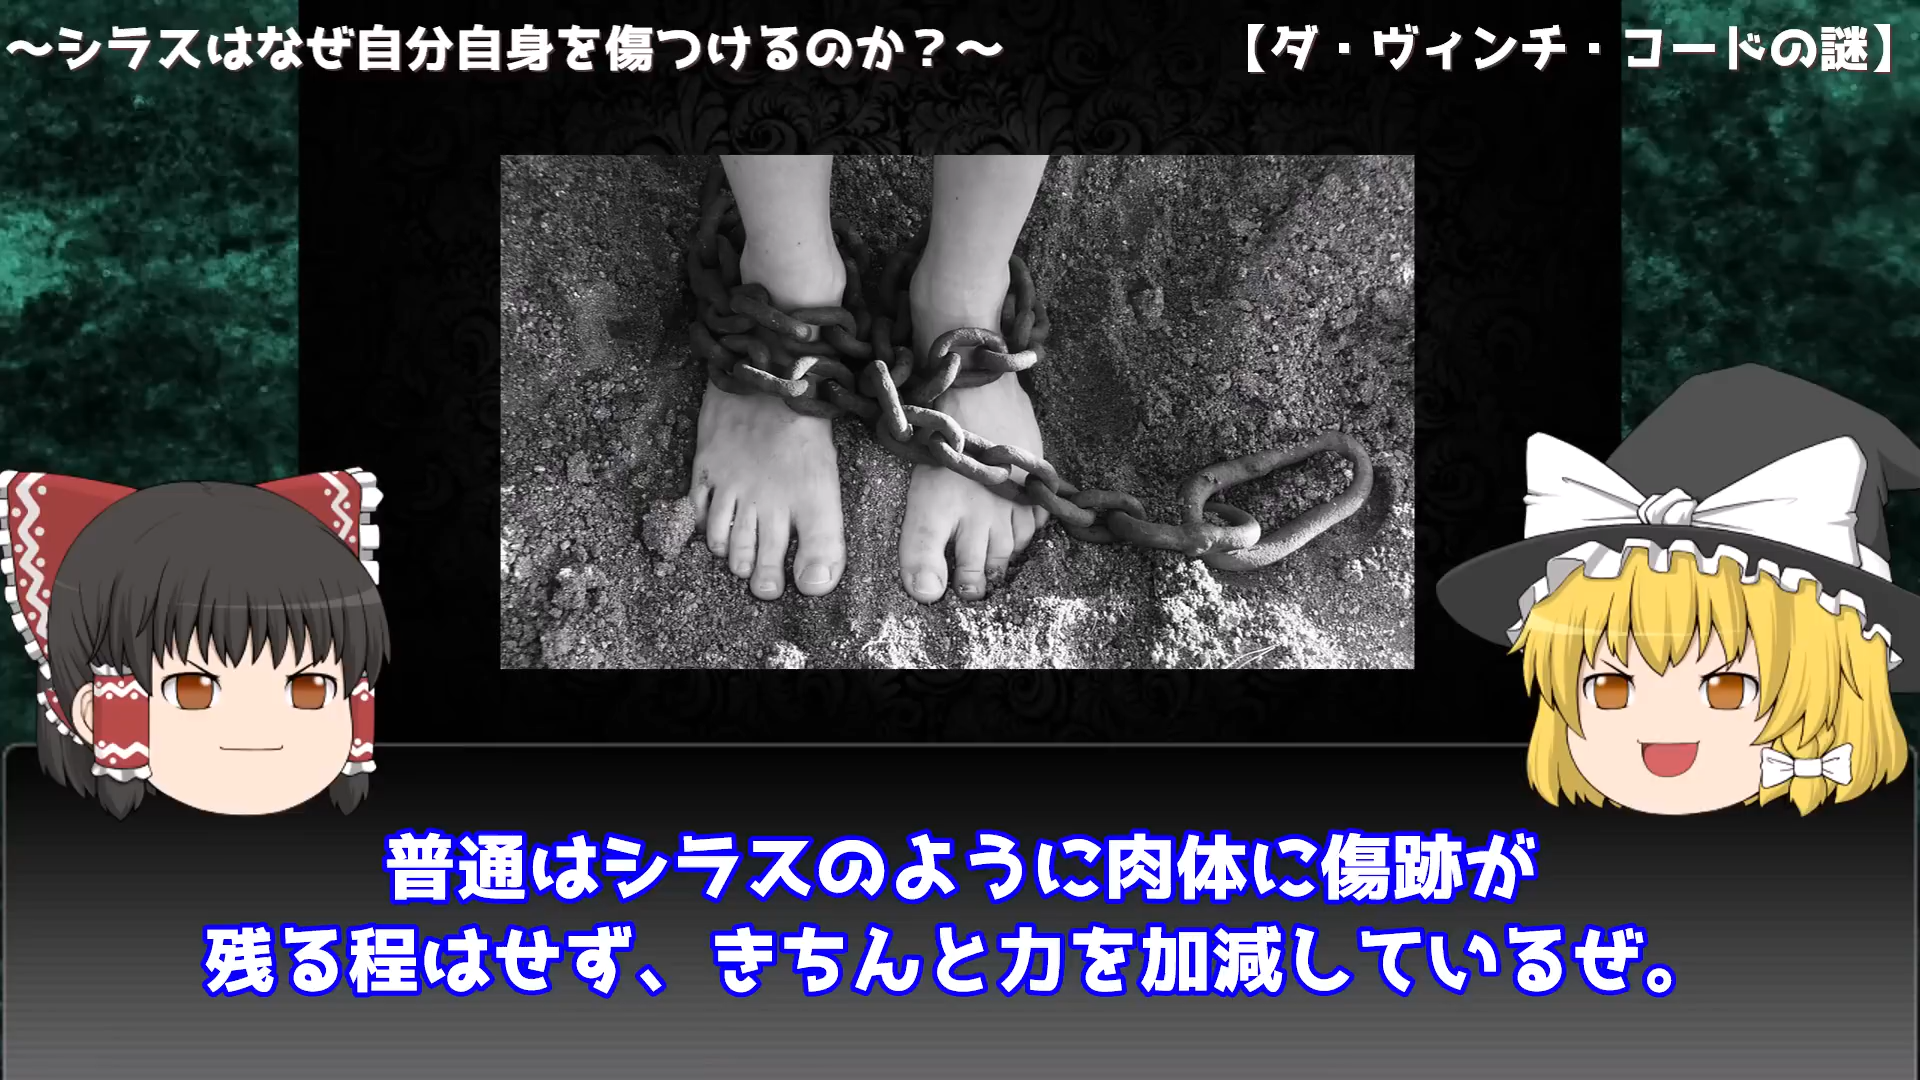 ～シラスはなぜ自分自身を傷つけるのか？～
【ダ・ヴィンチ・コードの謎】
普通はシラスのように肉体に傷跡が
残る程はせず、きちんと力を加減しているぜ。